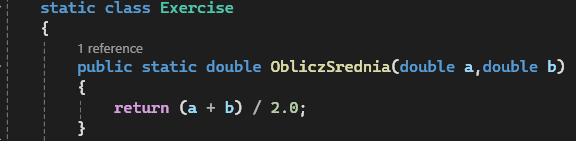 static class Exercise
{
1 reference
public static double ObliczSrednia(double a,double b)
{
return (a + b) / 2.0;
}